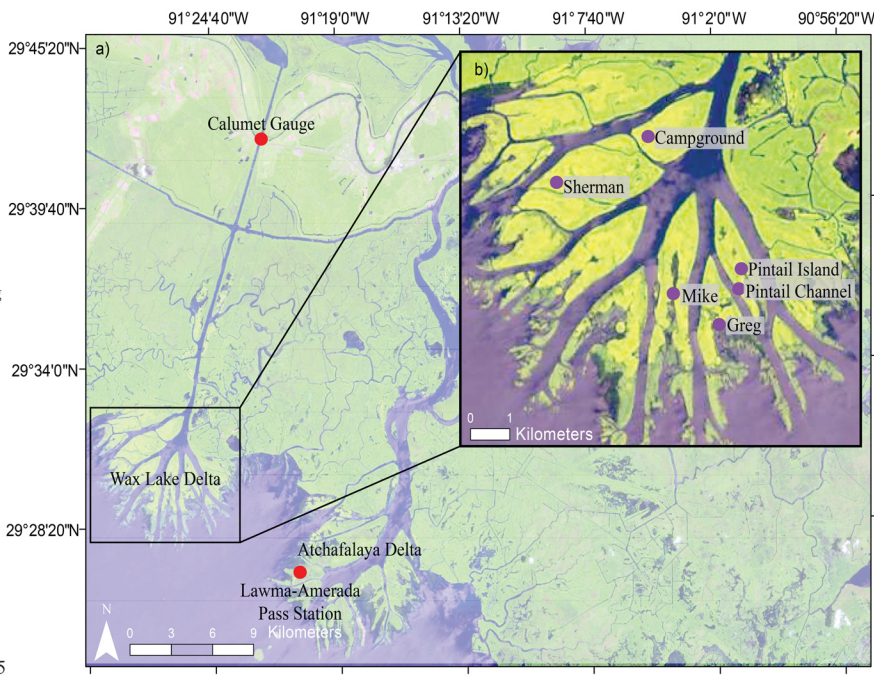 91°24'40"W 91°19'0"W 91°13'20"W 91°7'40"W 91°2'0"W 90°56'20"W
29°45'20"N
29°39'40"N
29°34'0"N
29°28'20"N
a)
Calumet Gauge
b)
Campground
Sherman
Pintail Island
Pintail Channel
Mike
Greg
0 1
Kilometers
Wax Lake Delta
Atchafalaya Delta
Lawma-Amerada
Pass Station
N
0 3 6 9 Kilometers
5